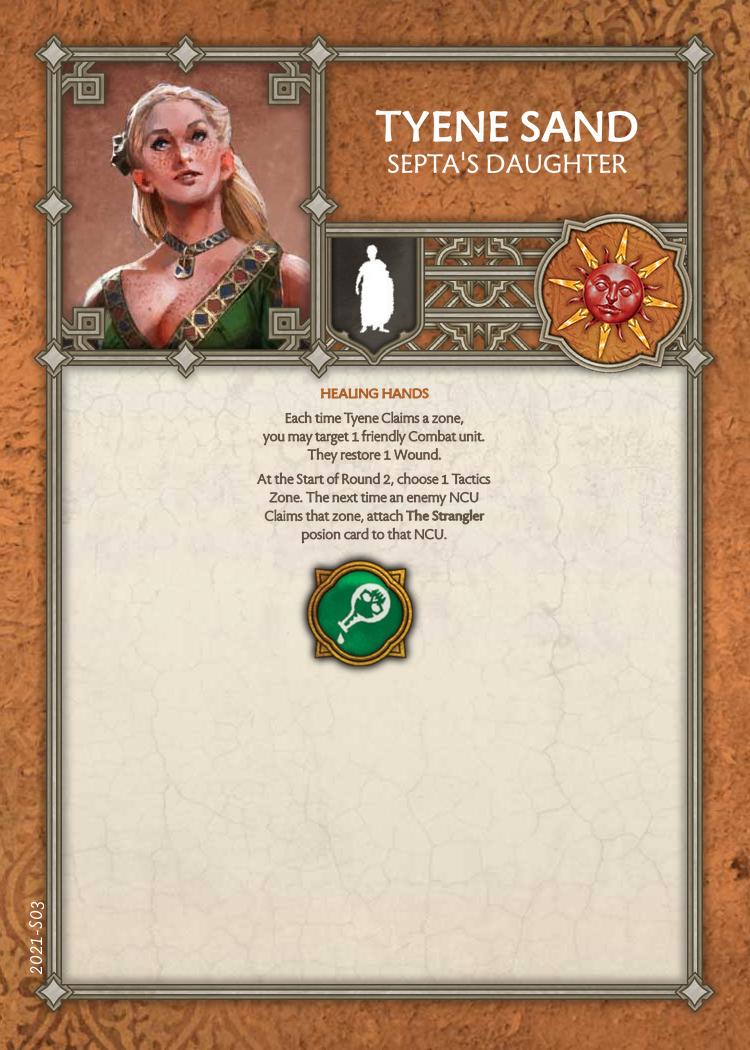 TYENE SAND
SEPTA'S DAUGHTER
HEALING HANDS
Each time Tyene Claims a zone,
you may target 1 friendly Combat unit.
They restore 1 Wound.
At the Start of Round 2, choose 1 Tactics
Zone. The next time an enemy NCU
Claims that zone, attach The Strangler
posion card to that NCU.
2021-S03